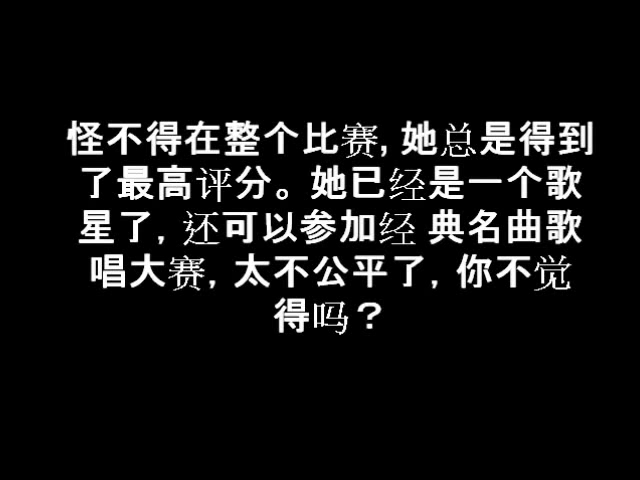 怪不得在整个比赛, 她总是得到
了最高评分。她已经是一个歌
星了, 还可以参加经 典名曲歌
唱大赛, 太不公平了, 你不觉
得吗？